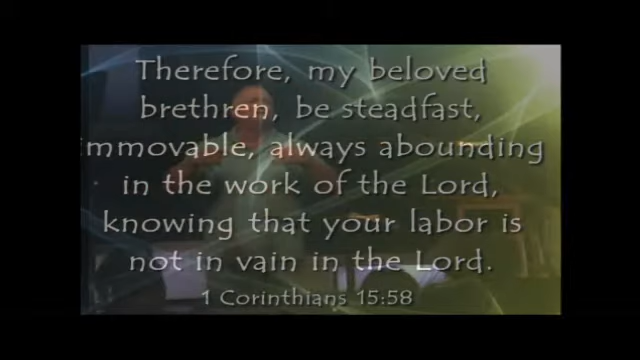 Therefore, my beloved
brethren, be steadfast,
immovable, always abounding
in the work of the Lord,
knowing that your labor is
not in vain in the Lord.
1 Corinthians 15:58